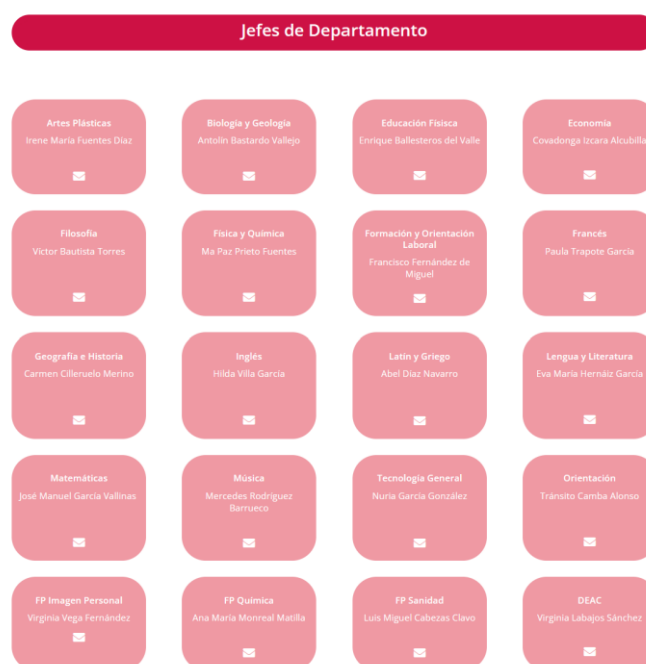 Jefes de Departamento
Artes Plásticas
Irene María Fuentes Díaz
Biología y Geología
Antolín Bastardo Vallejo
Educación Físisca
Enrique Ballesteros del Valle
Economía
Covadonga Izcara Alcubilla
Filosofía
Víctor Bautista Torres
Física y Química
Ma Paz Prieto Fuentes
Formación y Orientación
Laboral
Francisco Fernández de
Miguel
Francés
Paula Trapote García
Geografía e Historia
Carmen Cilleruelo Merino
Inglés
Hilda Villa García
Latín y Griego
Abel Díaz Navarro
Lengua y Literatura
Eva María Hernáiz García
Matemáticas
José Manuel García Vallinas
Música
Mercedes Rodríguez
Barrueco
Tecnología General
Nuria García González
Orientación
Tránsito Camba Alonso
FP Imagen Personal
Virginia Vega Fernández
FP Química
Ana María Monreal Matilla
FP Sanidad
Luis Miguel Cabezas Clavo
DEAC
Virginia Labajos Sánchez